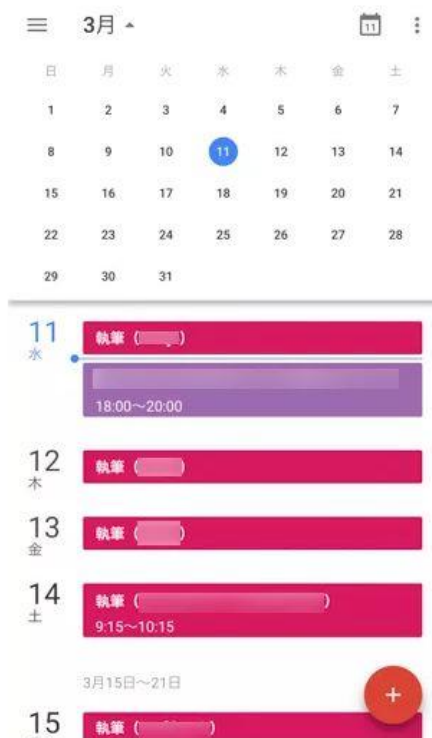 3月
11
日 月 火 水 木 金 土
1 2 3 4 5 6 7
8 9 10 11 12 13 14
15 16 17 18 19 20 21
22 23 24 25 26 27 28
29 30 31
11
水
執筆 ( )
18:00～20:00
12
木
執筆 ( )
13
金
執筆 ( )
14
土
執筆 ( )
9:15～10:15
3月15日～21日
15
執筆 ( )